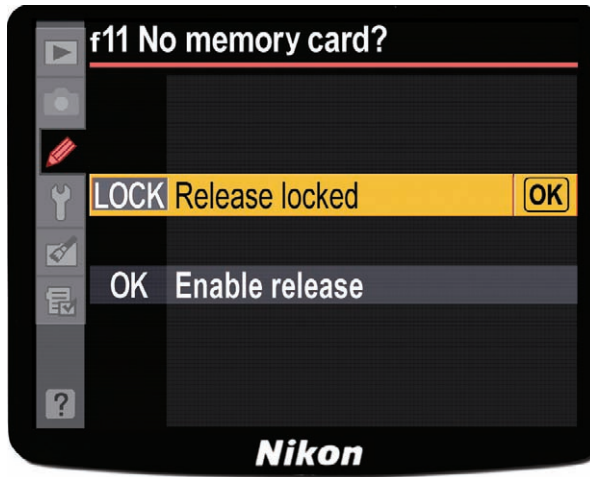 f11 No memory card?
LOCK Release locked OK
OK Enable release
?
Nikon